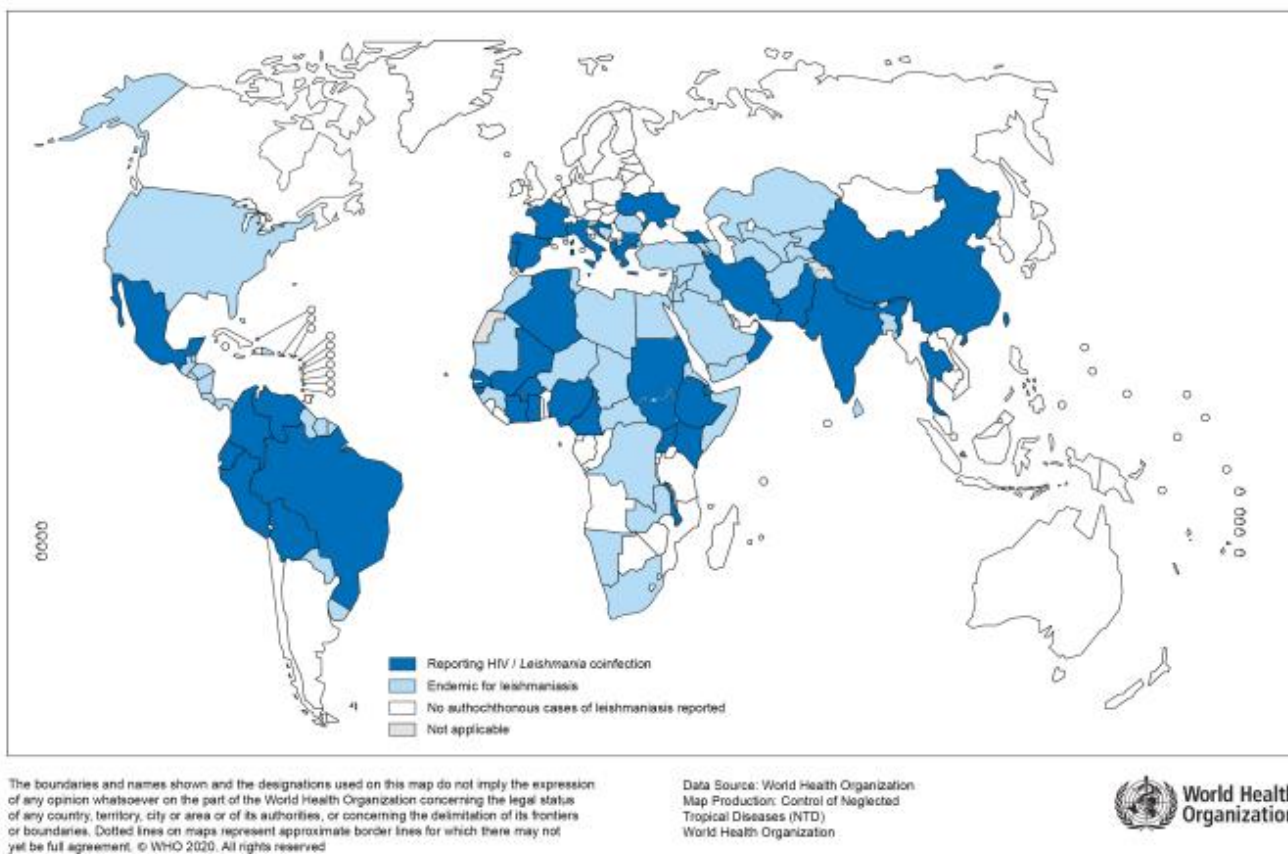 Reporting HIV / Leishmania coinfection
Endemic for leishmaniasis
No authochthonous cases of leishmaniasis reported
Not applicable
The boundaries and names shown and the designations used on this map do not imply the expression
of any opinion whatsoever on the part of the World Health Organization concerning the legal status
of any country, territory, city or area or of its authorities, or concerning the delimitation of its frontiers
or boundaries. Dotted lines on maps represent approximate border lines for which there may not
yet be full agreement. © WHO 2020. All rights reserved
Data Source: World Health Organization
Map Production: Control of Neglected
Tropical Diseases (NTD)
World Health Organization
World Health
Organization